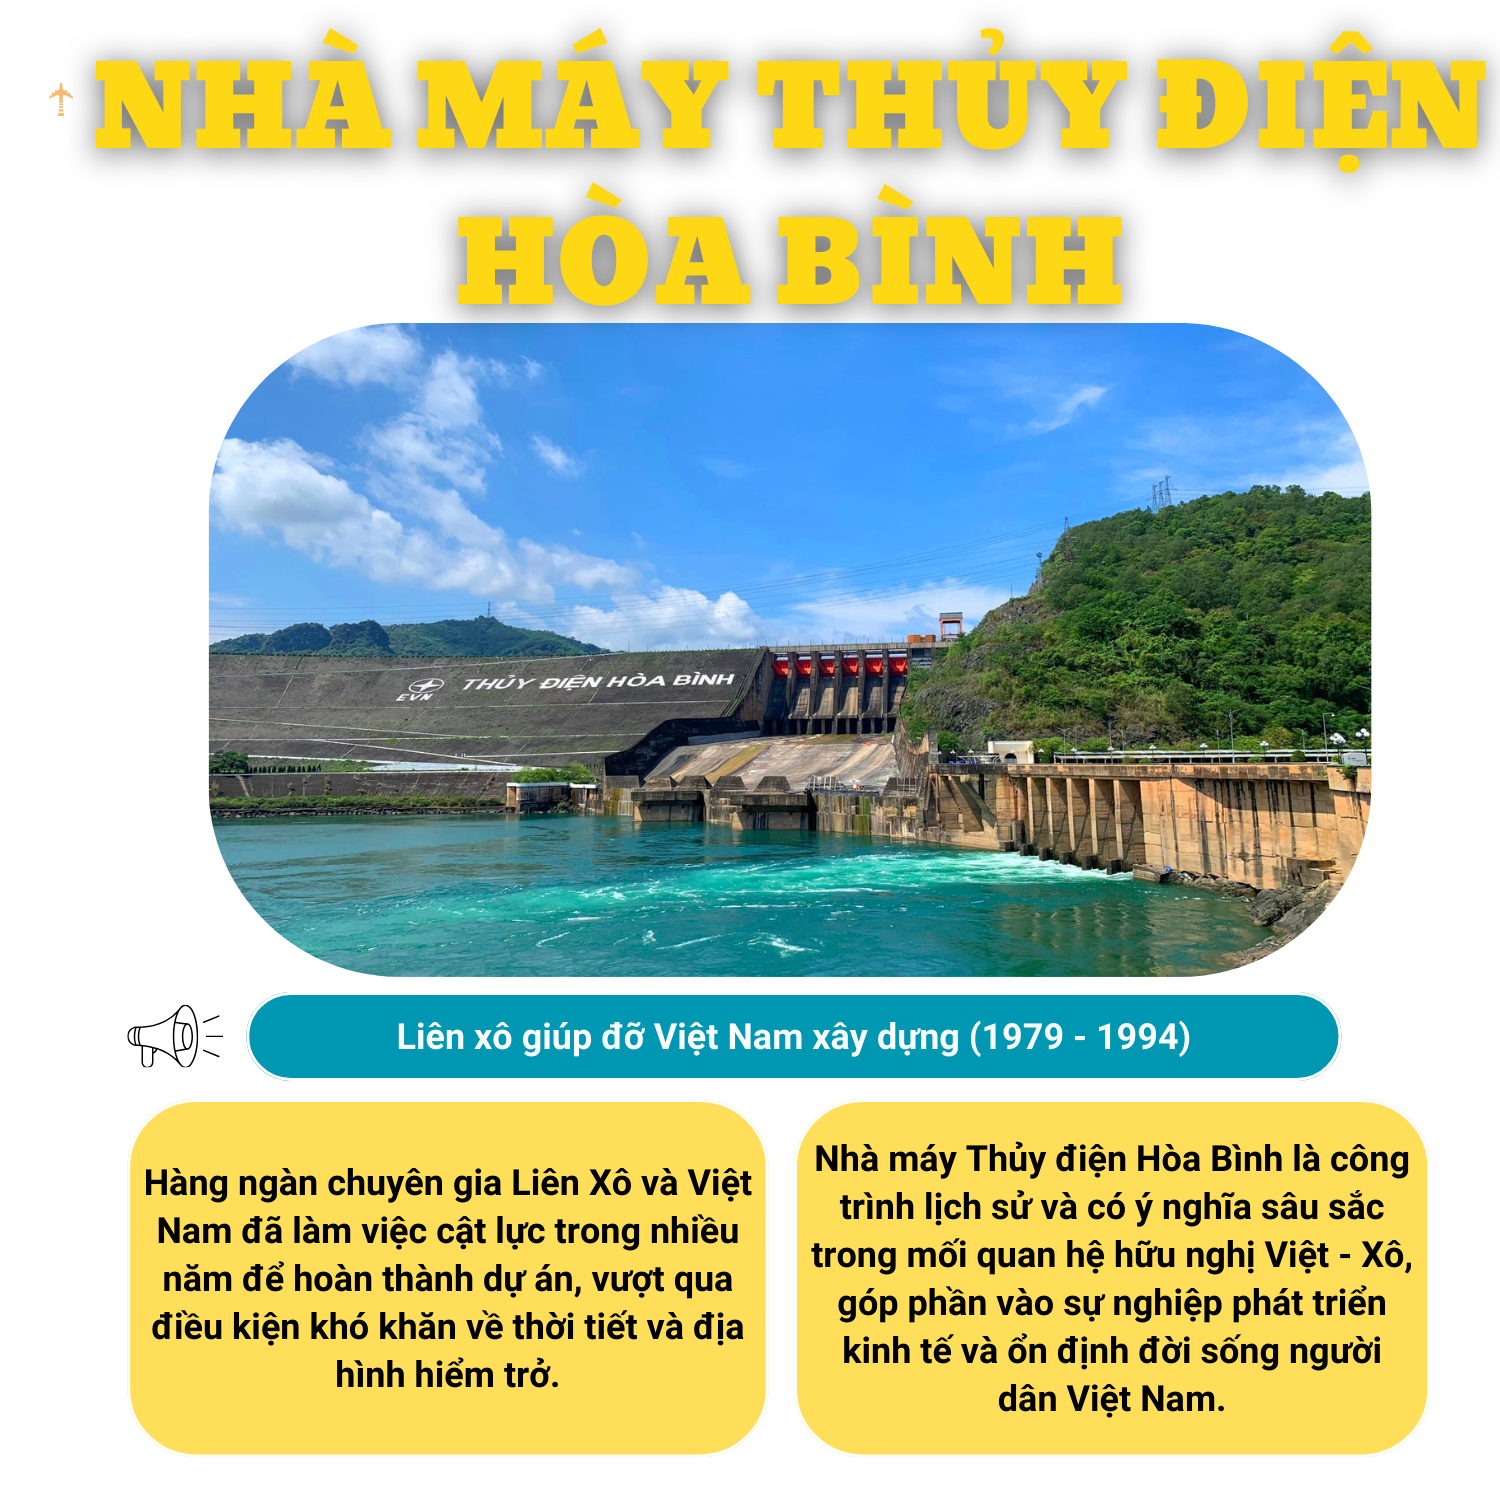 NHÀ MÁY THỦY ĐIỆN
HÒA BÌNH
EVN
THỦY ĐIỆN HÒA BÌNH
Liên xô giúp đỡ Việt Nam xây dựng (1979 - 1994)
Hàng ngàn chuyên gia Liên Xô và Việt
Nam đã làm việc cật lực trong nhiều
năm để hoàn thành dự án, vượt qua
điều kiện khó khăn về thời tiết và địa
hình hiểm trở.
Nhà máy Thủy điện Hòa Bình là công
trình lịch sử và có ý nghĩa sâu sắc
trong mối quan hệ hữu nghị Việt - Xô,
góp phần vào sự nghiệp phát triển
kinh tế và ổn định đời sống người
dân Việt Nam.